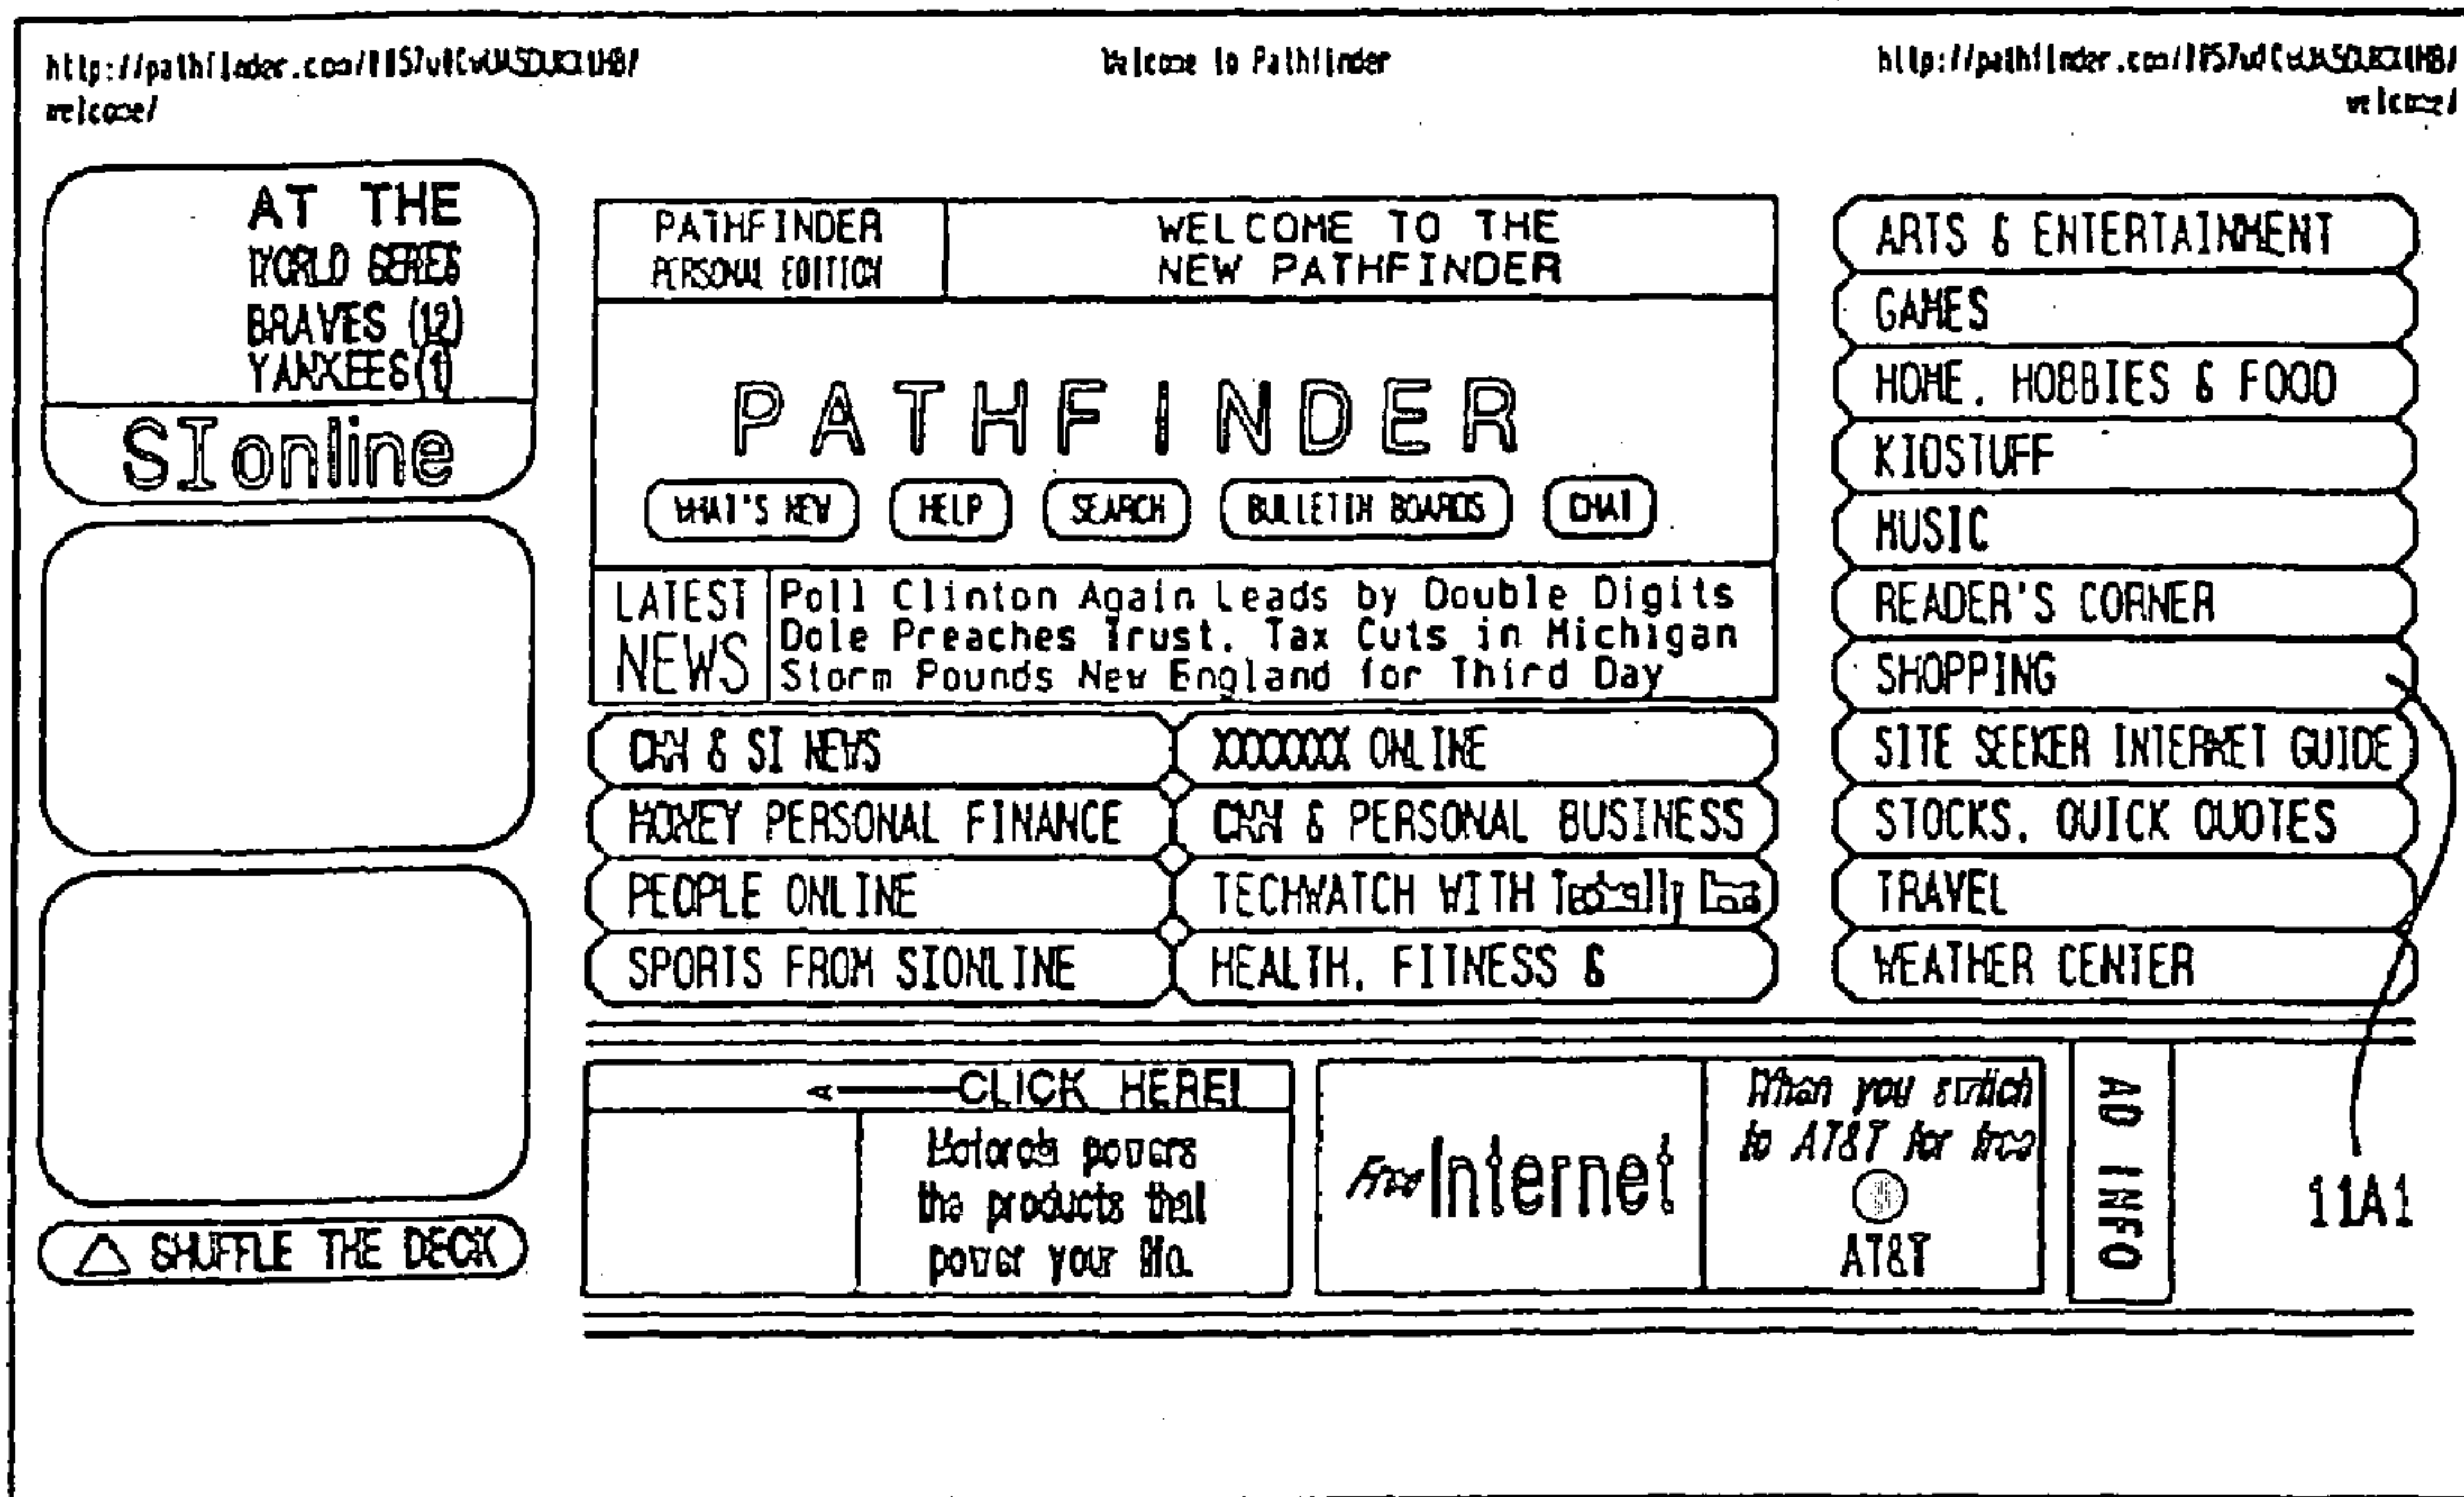 http://pathfinder.com/
welcome/
Welcome to Pathfinder
http://pathfinder.com/
welcome/
AT THE
WORLD SERIES
BRAVES (12)
YANKEES (1)
SIonline
SHUFFLE THE DECK
PATHFINDER
PERSONAL EDITION
WELCOME TO THE
NEW PATHFINDER
PATHFINDER
WHAT'S NEW
HELP
SEARCH
BULLETIN BOARDS
CHAT
LATEST
NEWS
Poll Clinton Again Leads by Double Digits
Dole Preaches Trust. Tax Cuts in Michigan
Storm Pounds New England for Third Day
CNN & SI NEWS
XXXXXXX ONLINE
MONEY PERSONAL FINANCE
CNN & PERSONAL BUSINESS
PEOPLE ONLINE
TECHWATCH WITH
SPORTS FROM SIONLINE
HEALTH, FITNESS &
ARTS & ENTERTAINMENT
GAMES
HOME, HOBBIES & FOOD
KIDSTUFF
MUSIC
READER'S CORNER
SHOPPING
SITE SEEKER INTERNET GUIDE
STOCKS, QUICK QUOTES
TRAVEL
WEATHER CENTER
CLICK HERE!
Motorola powers
the products that
power your life.
Free Internet
When you switch
to AT&T for free
AT&T
AD INFO
11A1